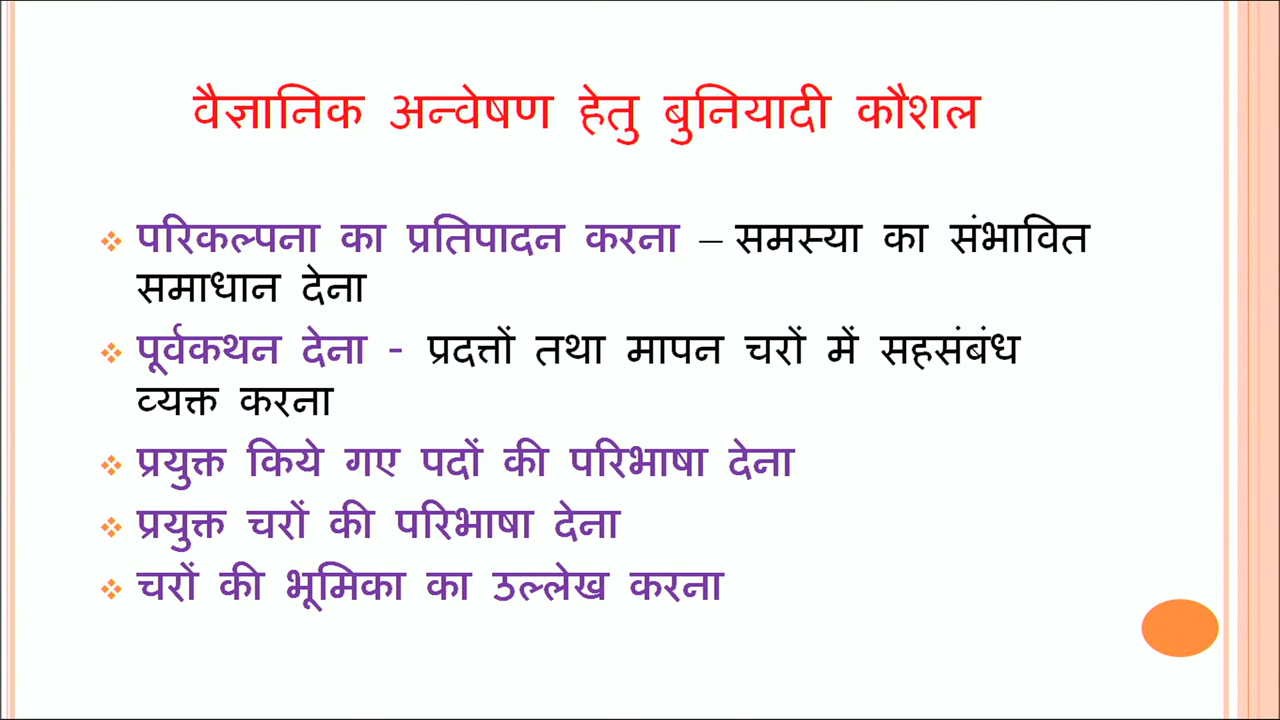 वैज्ञानिक अन्वेषण हेतु बुनियादी कौशल
परिकल्पना का प्रतिपादन करना – समस्या का संभावित
समाधान देना
पूर्वकथन देना - प्रदत्तों तथा मापन चरों में सहसंबंध
व्यक्त करना
प्रयुक्त किये गए पदों की परिभाषा देना
प्रयुक्त चरों की परिभाषा देना
चरों की भूमिका का उल्लेख करना